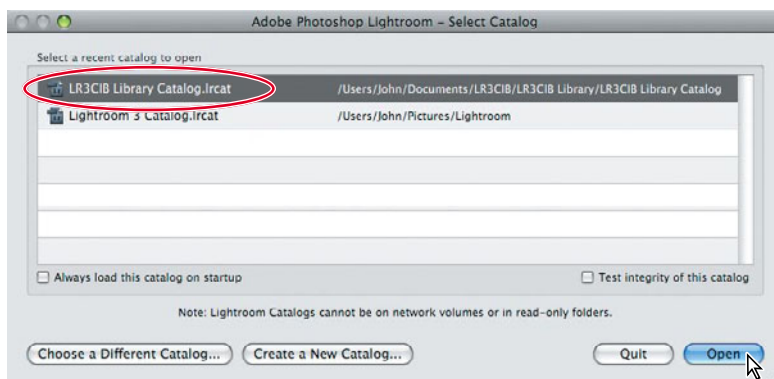 Adobe Photoshop Lightroom – Select Catalog
Select a recent catalog to open
LR3CIB Library Catalog.lrcat /Users/John/Documents/LR3CIB/LR3CIB Library/LR3CIB Library Catalog
Lightroom 3 Catalog.lrcat /Users/John/Pictures/Lightroom
Always load this catalog on startup Test integrity of this catalog
Note: Lightroom Catalogs cannot be on network volumes or in read-only folders.
Choose a Different Catalog... Create a New Catalog... Quit Open